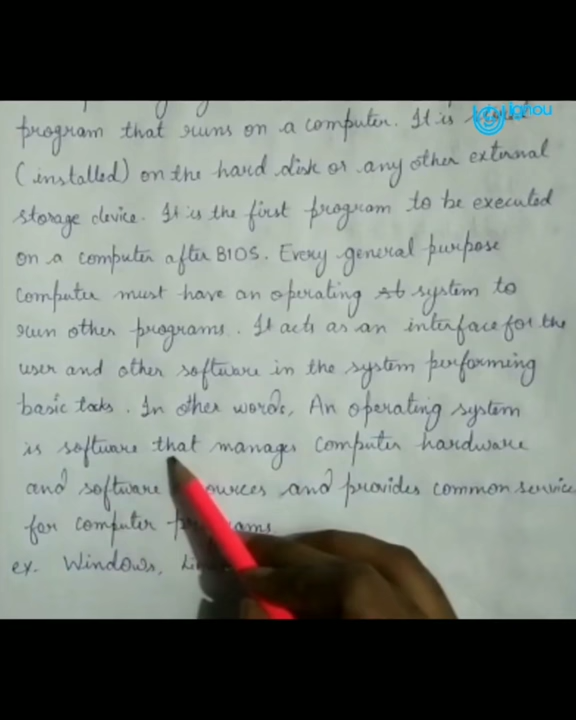 program that runs on a computer. It is
(installed) on the hard disk or any other external
storage device. It is the first program to be executed
on a computer after BIOS. Every general purpose
computer must have an operating system to
run other programs. It acts as an interface for the
user and other software in the system performing
basic tasks. In other words, An operating system
is software that manages computer hardware
and software and provides common service
for computer
ex. Windows,
ignou